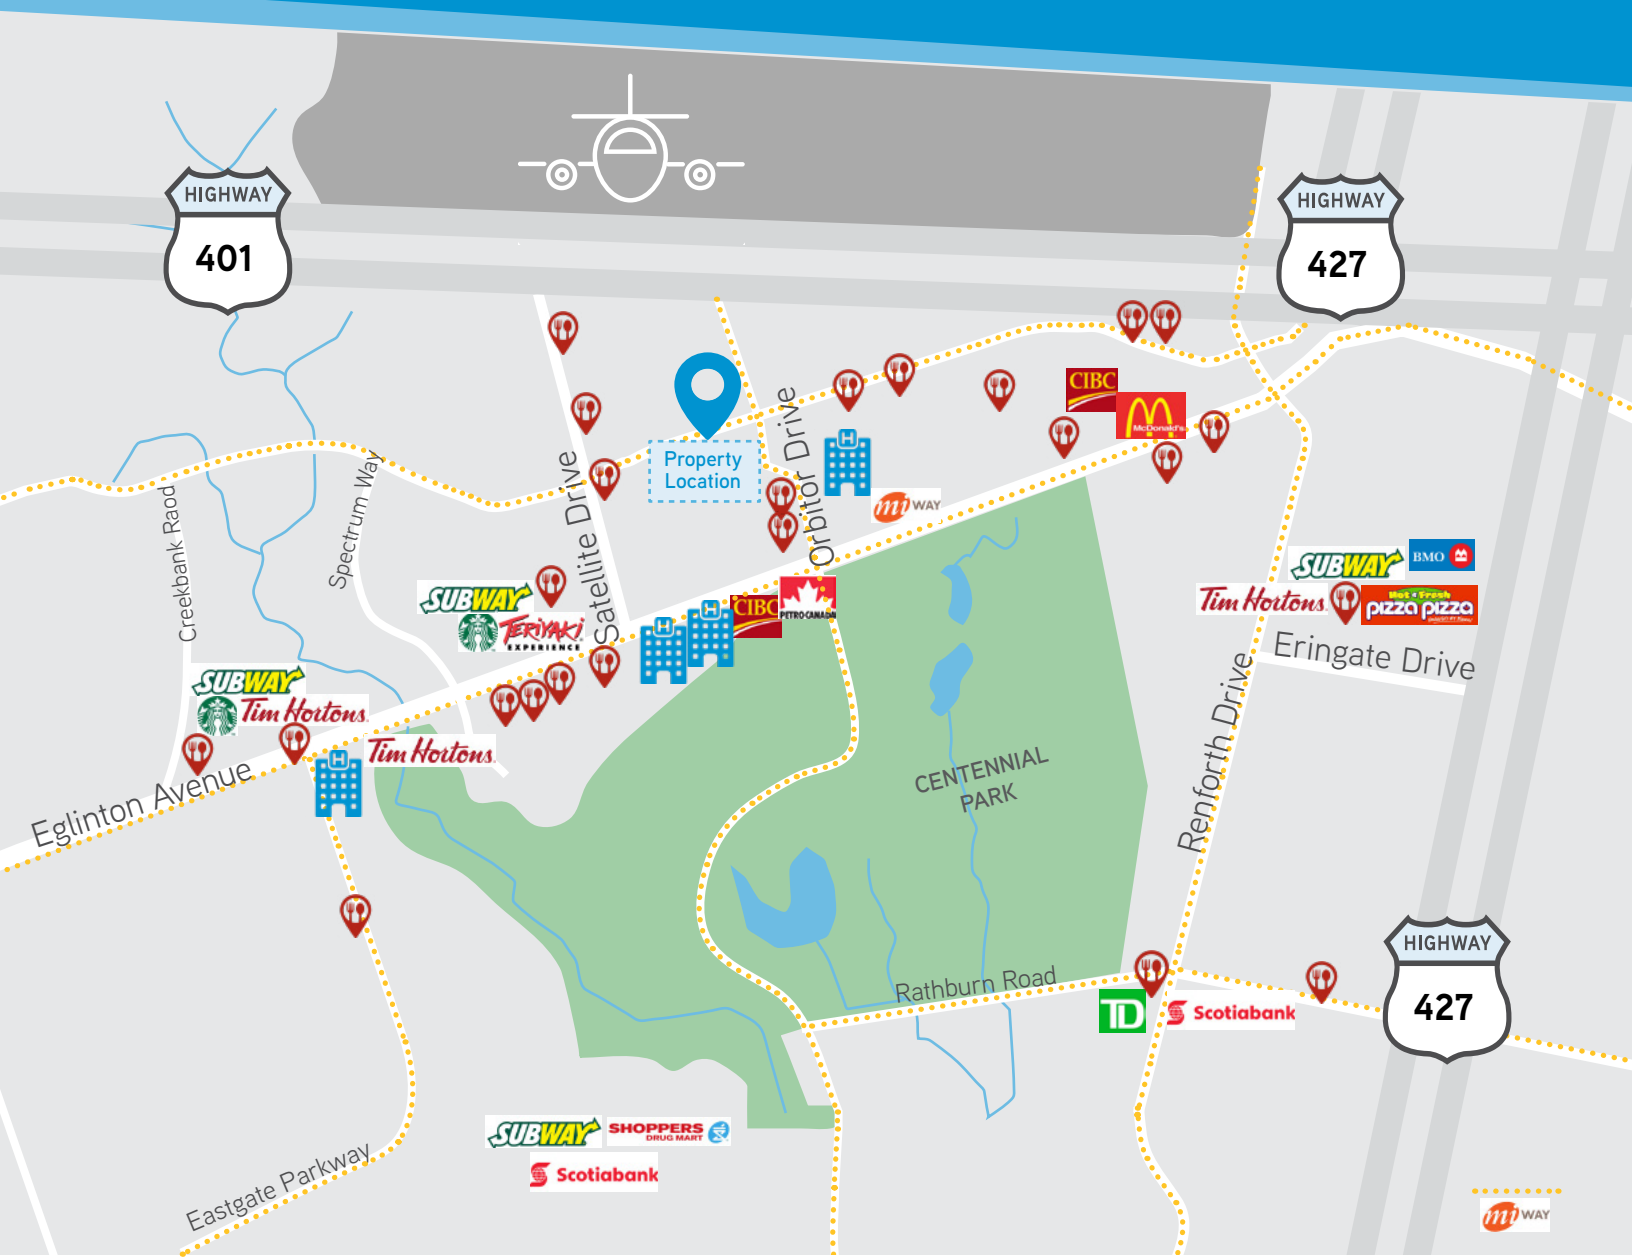 HIGHWAY
401
HIGHWAY
427
CIBC
McDonald's
Property
Location
Orbitor Drive
H
mi WAY
Satellite Drive
Spectrum Way
Creekbank Raod
SUBWAY
BMO
Tim Hortons
Hot & Fresh
pizza pizza
Eringate Drive
SUBWAY
TERIYAKI
EXPERIENCE
H
H
CIBC
PETRO-CANADA
SUBWAY
Tim Hortons
Tim Hortons
H
Eglinton Avenue
Renforth Drive
CENTENNIAL
PARK
HIGHWAY
427
Rathburn Road
TD
Scotiabank
SUBWAY
SHOPPERS
DRUG MART
Scotiabank
Eastgate Parkway
mi WAY